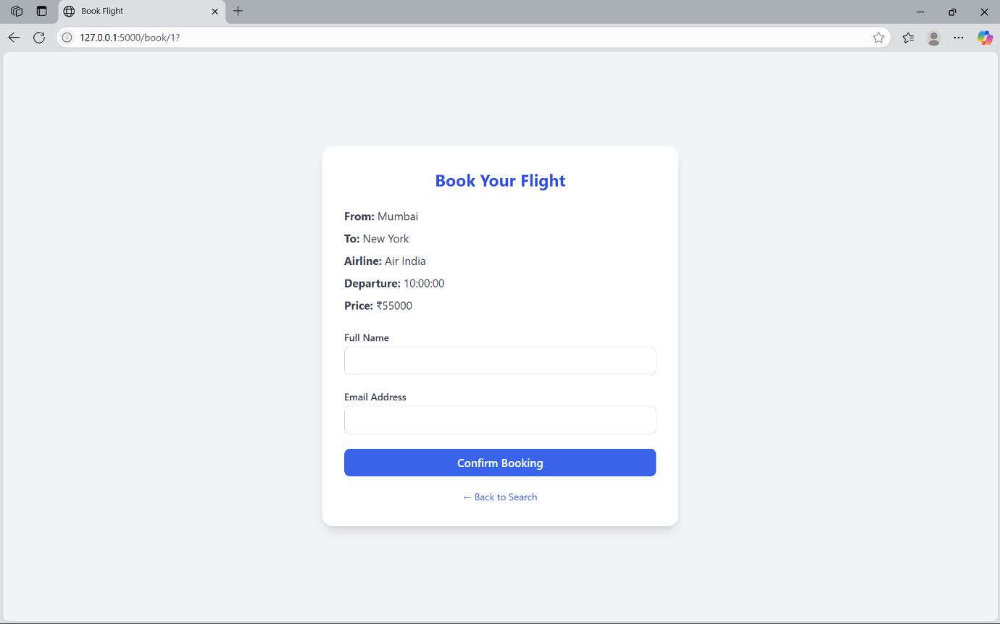 Book Flight
127.0.0.1:5000/book/1?
Book Your Flight
From: Mumbai
To: New York
Airline: Air India
Departure: 10:00:00
Price: ₹55000
Full Name
Email Address
Confirm Booking
← Back to Search